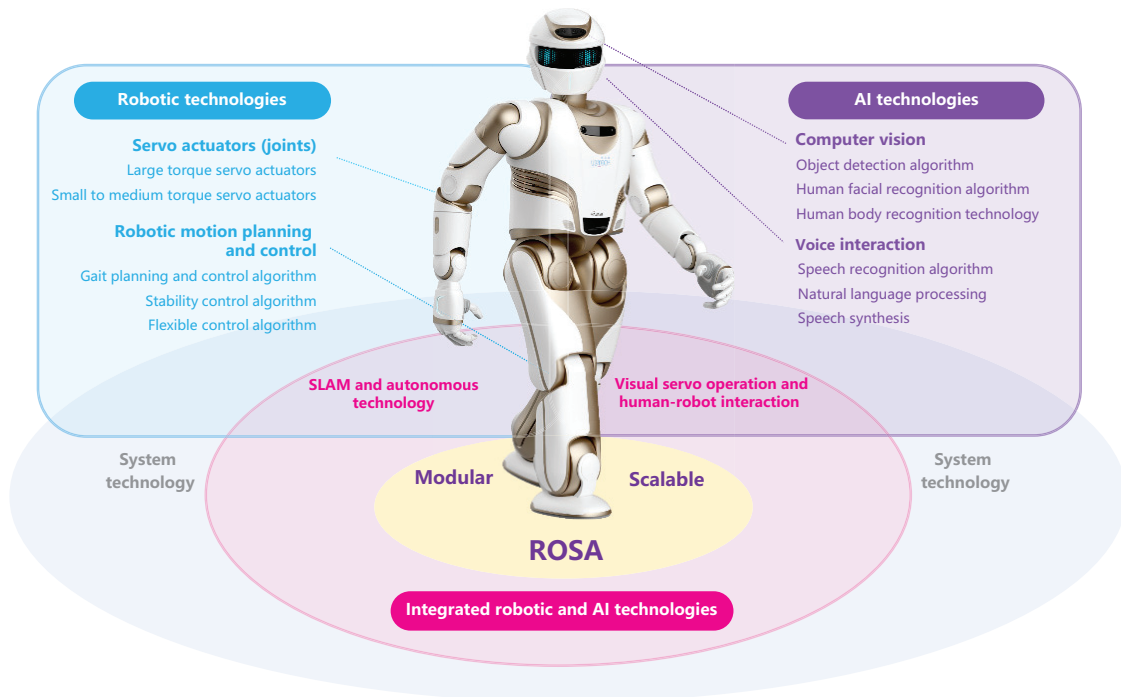 Robotic technologies
Servo actuators (joints)
Large torque servo actuators
Small to medium torque servo actuators
Robotic motion planning
and control
Gait planning and control algorithm
Stability control algorithm
Flexible control algorithm
AI technologies
Computer vision
Object detection algorithm
Human facial recognition algorithm
Human body recognition technology
Voice interaction
Speech recognition algorithm
Natural language processing
Speech synthesis
SLAM and autonomous
technology
Visual servo operation and
human-robot interaction
System
technology
System
technology
Modular
Scalable
ROSA
Integrated robotic and AI technologies